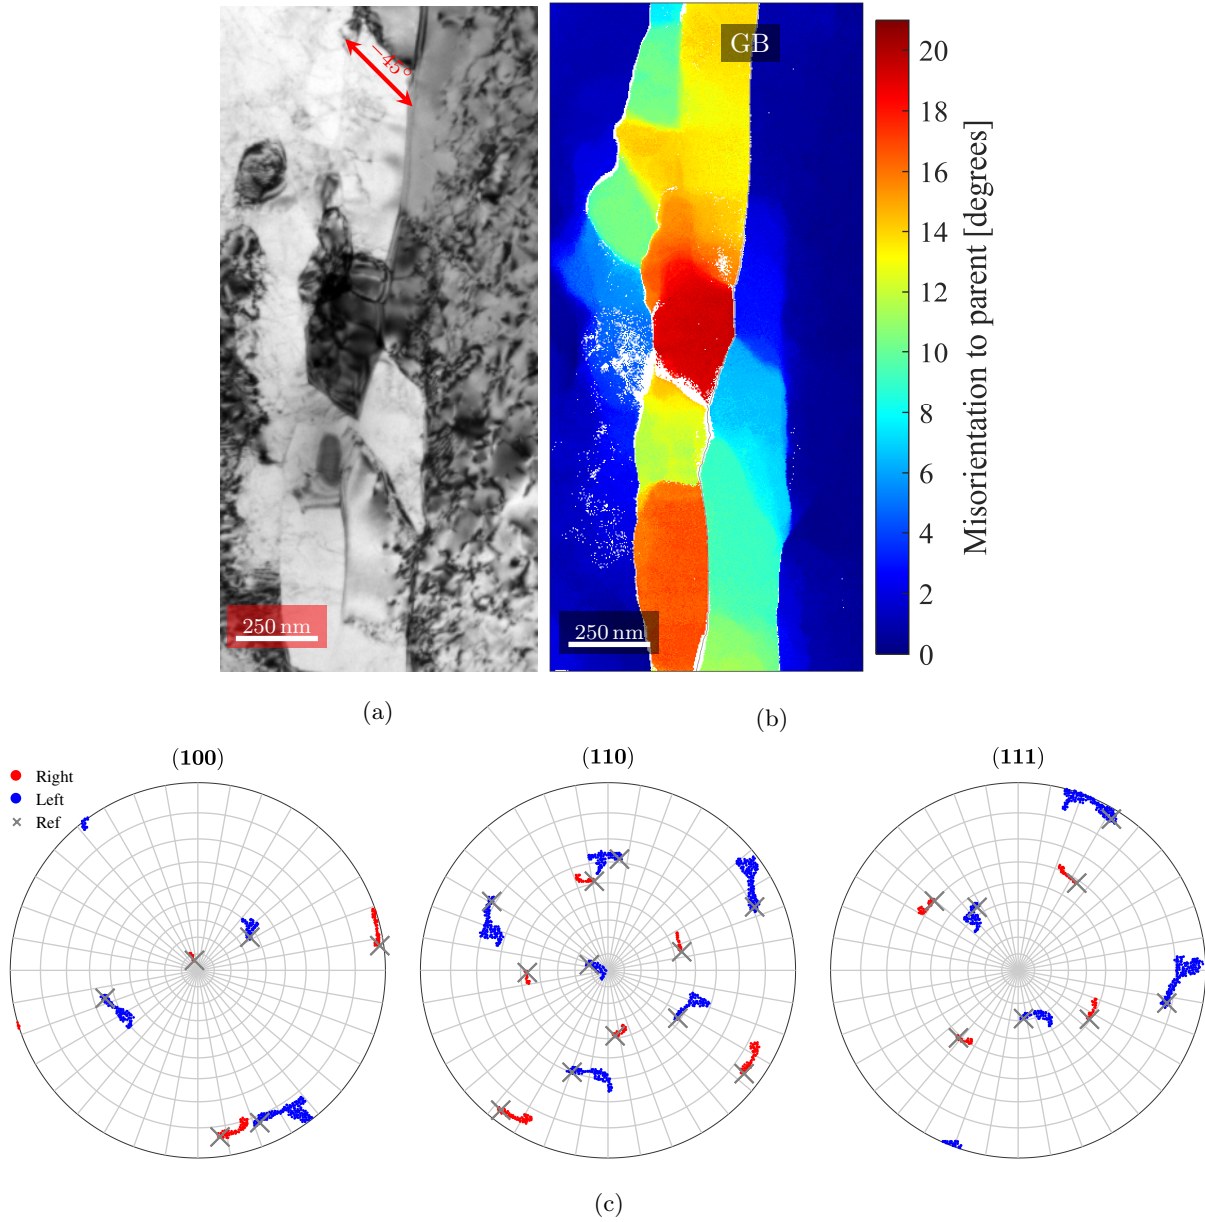 −45°
250 nm
(a)
GB
250 nm
(b)
20
18
16
14
12
10
8
6
4
2
0
Misorientation to parent [degrees]
Right
Left
Ref
(100)
(110)
(111)
(c)